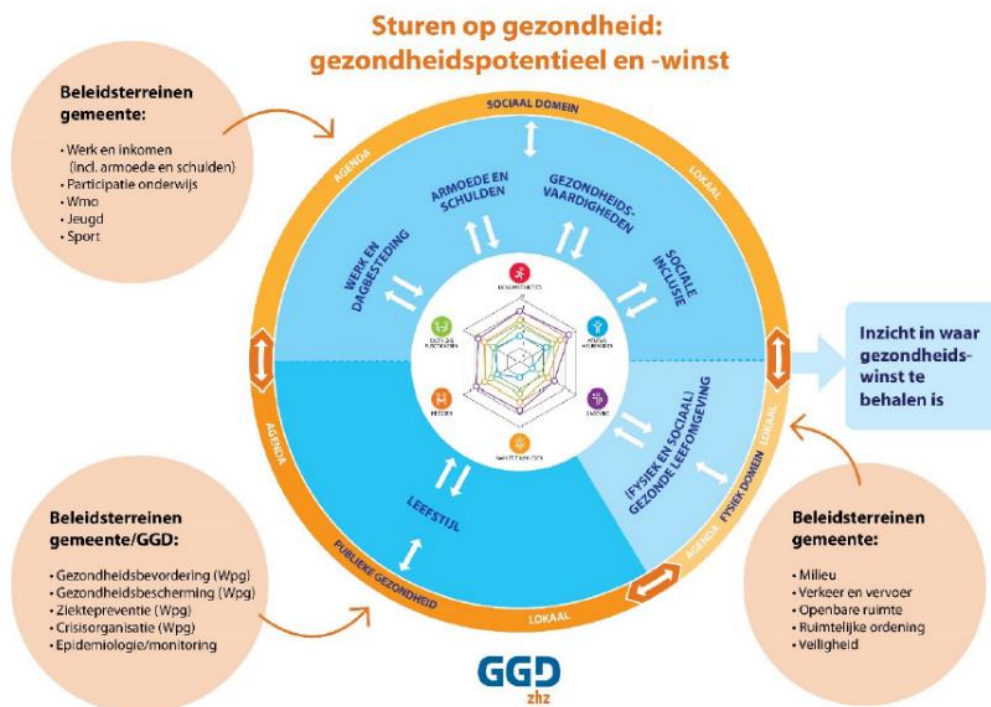 Sturen op gezondheid:
gezondheidspotentieel en -winst
Beleidsterreinen
gemeente:
• Werk en inkomen
(incl. armoede en schulden)
• Participatie onderwijs
• Wmo
• Jeugd
• Sport
SOCIAAL DOMEIN
AGENDA
LOKAAL
WERK EN
DAGBESTEDING
ARMOEDE EN
SCHULDEN
GEZONDHEIDS-
VAARDIGHEDEN
SOCIALE
INCLUSIE
MEEDOEN
Inzicht in waar
gezondheids-
winst te
behalen is
(FYSIEK EN SOCIAAL)
GEZONDE LEEFOMGEVING
LOKAAL
FYSIEK DOMEIN
AGENDA
LEEFSTIJL
AGENDA
PUBLIEKE GEZONDHEID
LOKAAL
Beleidsterreinen
gemeente/GGD:
• Gezondheidsbevordering (Wpg)
• Gezondheidsbescherming (Wpg)
• Ziektepreventie (Wpg)
• Crisisorganisatie (Wpg)
• Epidemiologie/monitoring
Beleidsterreinen
gemeente:
• Milieu
• Verkeer en vervoer
• Openbare ruimte
• Ruimtelijke ordening
• Veiligheid
GGD
zhz